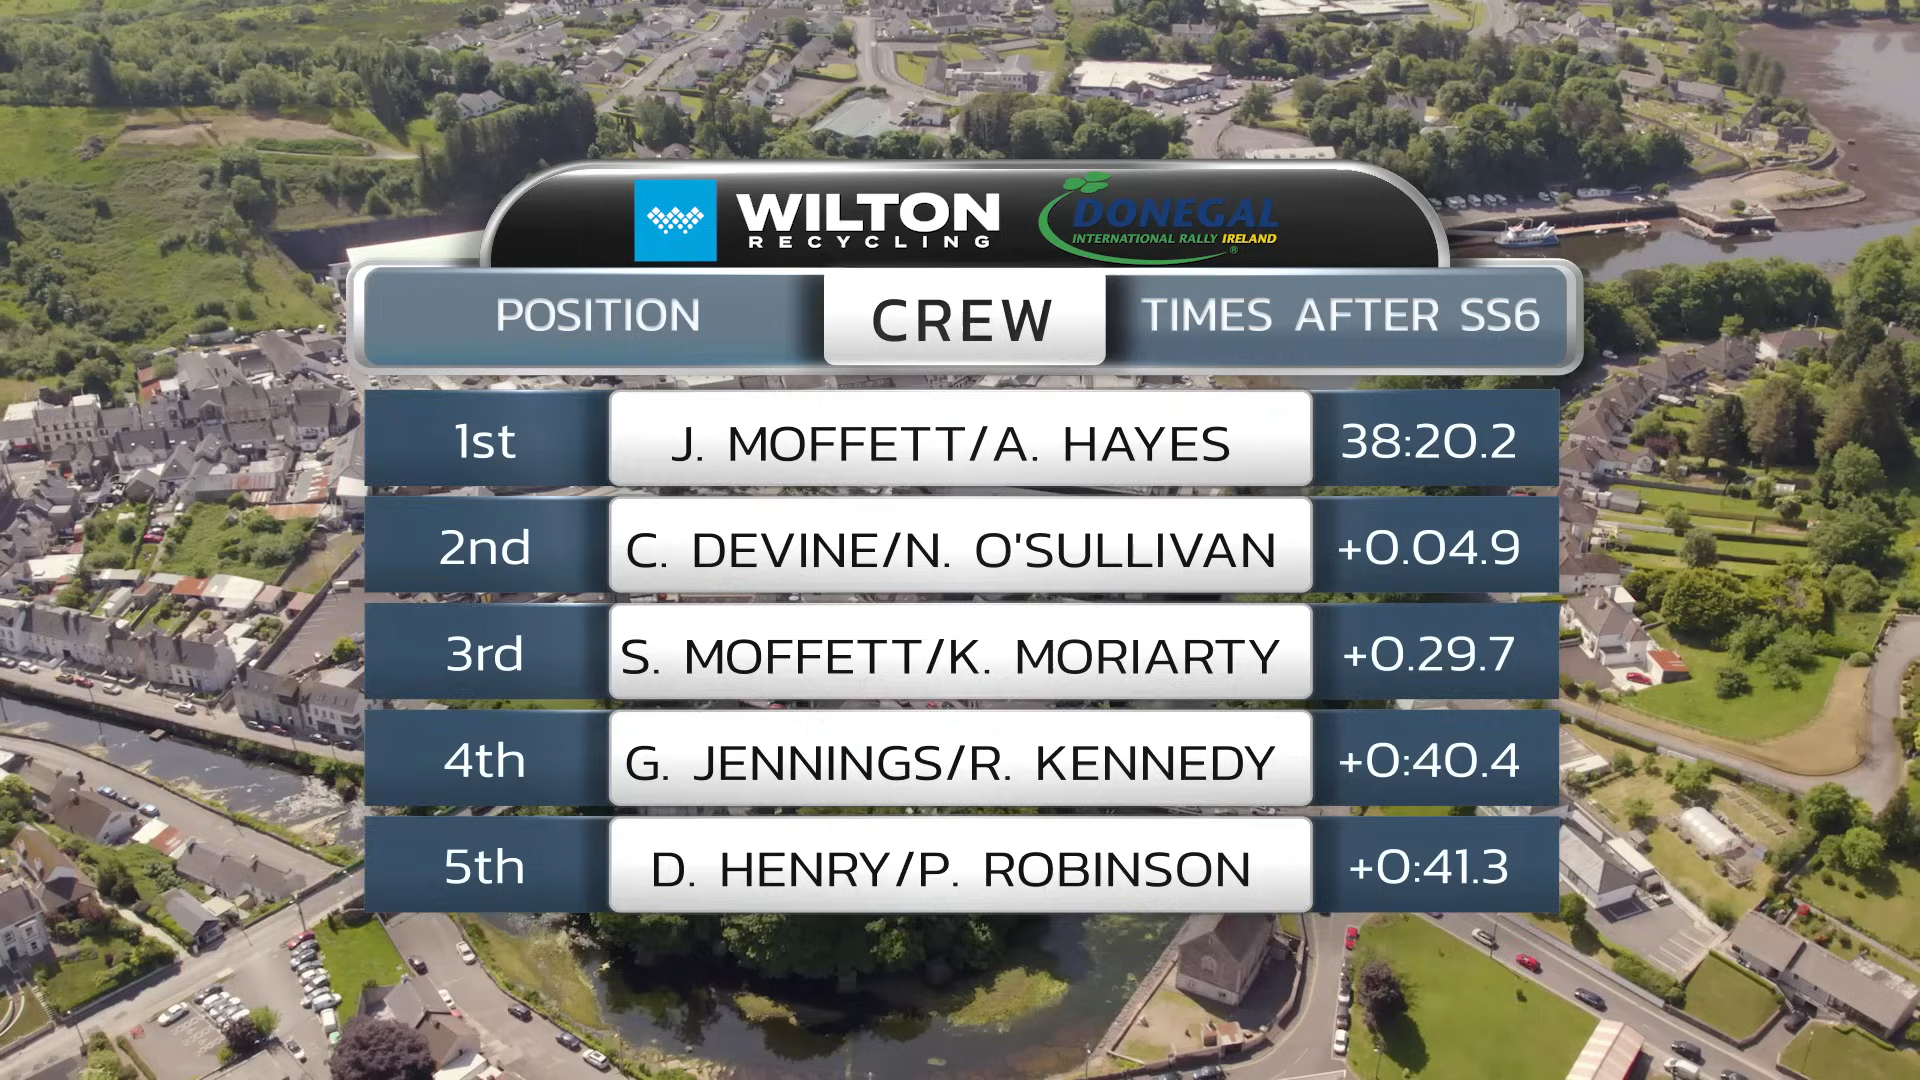 WILTON
RECYCLING
DONEGAL
INTERNATIONAL RALLY IRELAND
®
POSITION CREW TIMES AFTER SS6
1st J. MOFFETT/A. HAYES 38:20.2
2nd C. DEVINE/N. O'SULLIVAN +0.04.9
3rd S. MOFFETT/K. MORIARTY +0.29.7
4th G. JENNINGS/R. KENNEDY +0:40.4
5th D. HENRY/P. ROBINSON +0:41.3